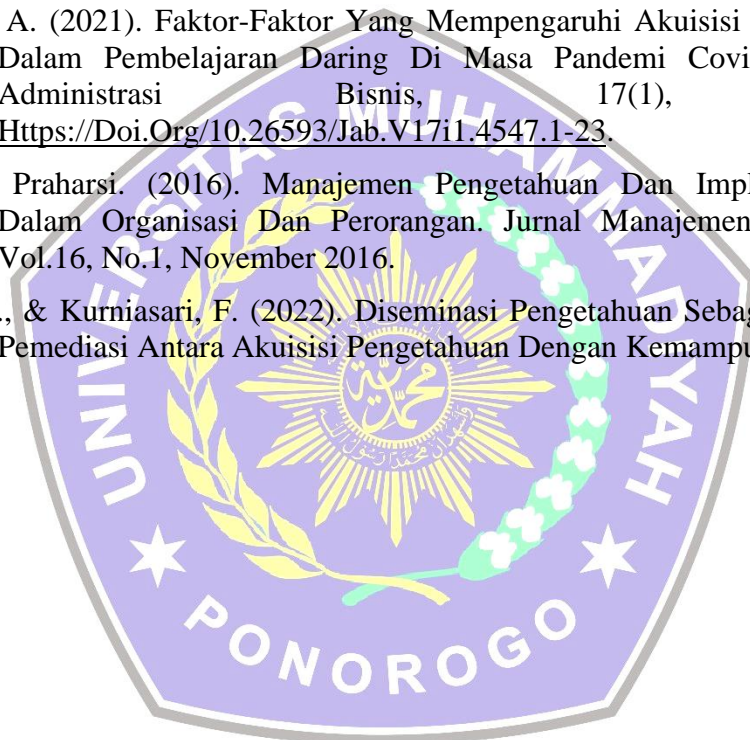 A. (2021). Faktor-Faktor Yang Mempengaruhi Akuisisi
Dalam Pembelajaran Daring Di Masa Pandemi Covi
Administrasi Bisnis, 17(1),
Https://Doi.Org/10.26593/Jab.V17i1.4547.1-23.
Praharsi. (2016). Manajemen Pengetahuan Dan Impl
Dalam Organisasi Dan Perorangan. Jurnal Manajemen
Vol.16, No.1, November 2016.
., & Kurniasari, F. (2022). Diseminasi Pengetahuan Sebag
Pemediasi Antara Akuisisi Pengetahuan Dengan Kemampu
UNIVERSITAS MUHAMMADIYAH
PONOROGO
محمدية